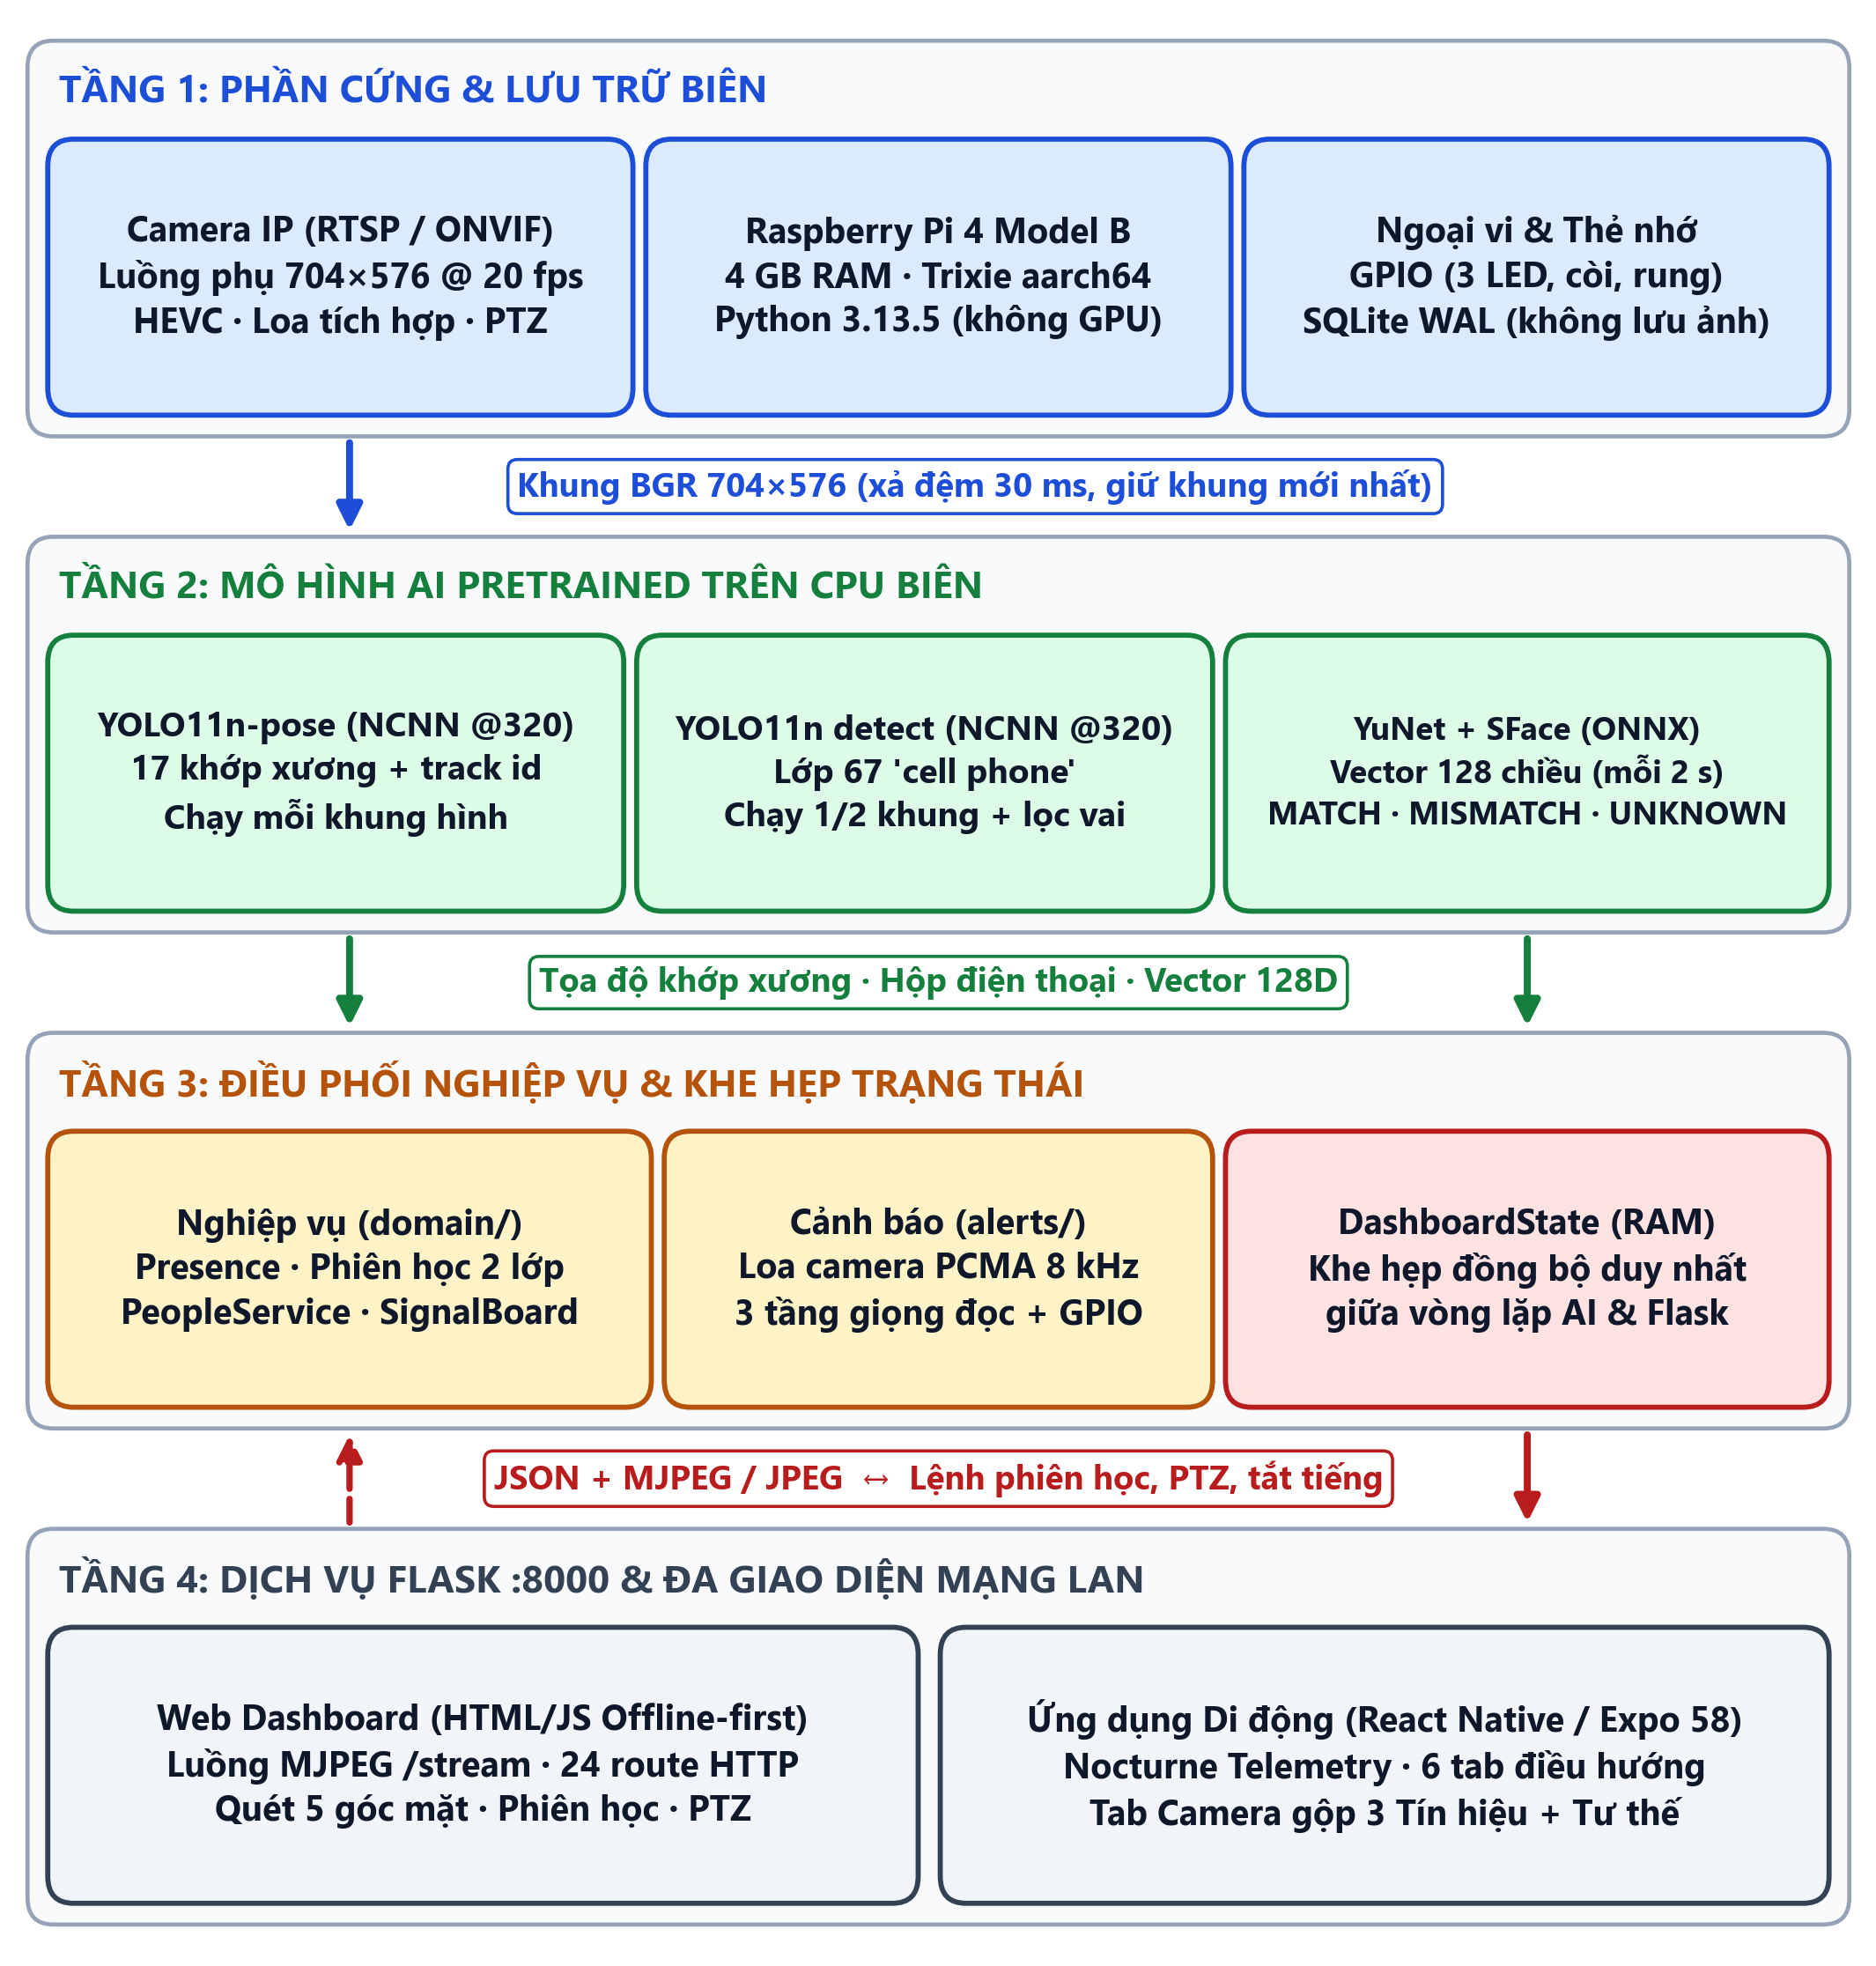 TẦNG 1: PHẦN CỨNG & LƯU TRỮ BIÊN
Camera IP (RTSP / ONVIF)
Luồng phụ 704×576 @ 20 fps
HEVC · Loa tích hợp · PTZ
Raspberry Pi 4 Model B
4 GB RAM · Trixie aarch64
Python 3.13.5 (không GPU)
Ngoại vi & Thẻ nhớ
GPIO (3 LED, còi, rung)
SQLite WAL (không lưu ảnh)
Khung BGR 704×576 (xả đệm 30 ms, giữ khung mới nhất)
TẦNG 2: MÔ HÌNH AI PRETRAINED TRÊN CPU BIÊN
YOLO11n-pose (NCNN @320)
17 khớp xương + track id
Chạy mỗi khung hình
YOLO11n detect (NCNN @320)
Lớp 67 'cell phone'
Chạy 1/2 khung + lọc vai
YuNet + SFace (ONNX)
Vector 128 chiều (mỗi 2 s)
MATCH · MISMATCH · UNKNOWN
Tọa độ khớp xương · Hộp điện thoại · Vector 128D
TẦNG 3: ĐIỀU PHỐI NGHIỆP VỤ & KHE HẸP TRẠNG THÁI
Nghiệp vụ (domain/)
Presence · Phiên học 2 lớp
PeopleService · SignalBoard
Cảnh báo (alerts/)
Loa camera PCMA 8 kHz
3 tầng giọng đọc + GPIO
DashboardState (RAM)
Khe hẹp đồng bộ duy nhất
giữa vòng lặp AI & Flask
JSON + MJPEG / JPEG ↔ Lệnh phiên học, PTZ, tắt tiếng
TẦNG 4: DỊCH VỤ FLASK :8000 & ĐA GIAO DIỆN MẠNG LAN
Web Dashboard (HTML/JS Offline-first)
Luồng MJPEG /stream · 24 route HTTP
Quét 5 góc mặt · Phiên học · PTZ
Ứng dụng Di động (React Native / Expo 58)
Nocturne Telemetry · 6 tab điều hướng
Tab Camera gộp 3 Tín hiệu + Tư thế